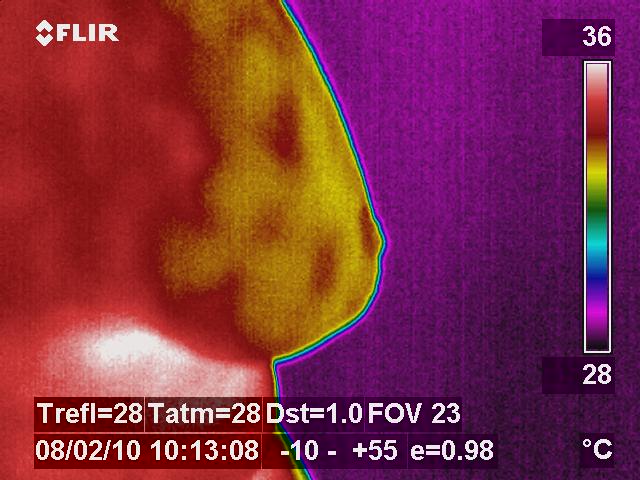 FLIR
36
28
Trefl=28 Tatm=28 Dst=1.0 FOV 23
08/02/10 10:13:08 -10 - +55 e=0.98 °C